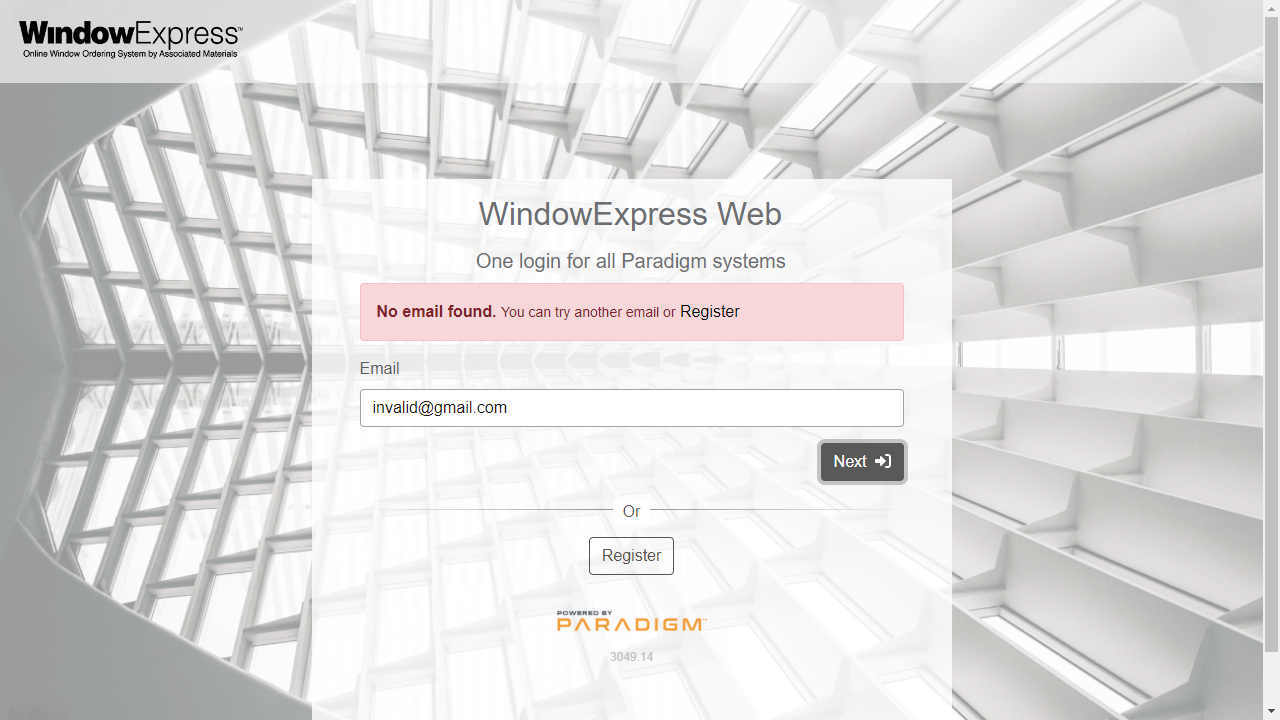 WindowExpress™
Online Window Ordering System by Associated Materials
WindowExpress Web
One login for all Paradigm systems
No email found. You can try another email or Register
Email
invalid@gmail.com
Next
Or
Register
POWERED BY
PARADIGM™
3049.14